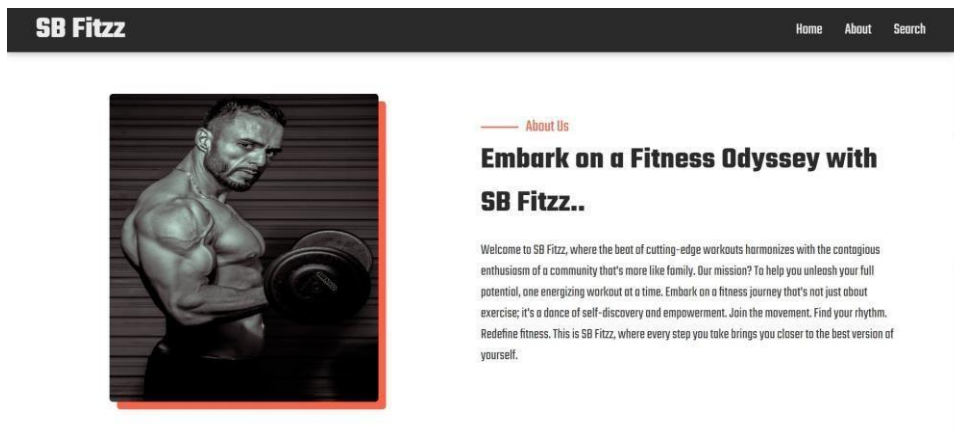 SB Fitzz
Home About Search
About Us
Embark on a Fitness Odyssey with
SB Fitzz..
Welcome to SB Fitzz, where the beat of cutting-edge workouts harmonizes with the contagious
enthusiasm of a community that's more like family. Our mission? To help you unleash your full
potential, one energizing workout at a time. Embark on a fitness journey that's not just about
exercise; it's a dance of self-discovery and empowerment. Join the movement. Find your rhythm.
Redefine fitness. This is SB Fitzz, where every step you take brings you closer to the best version of
yourself.